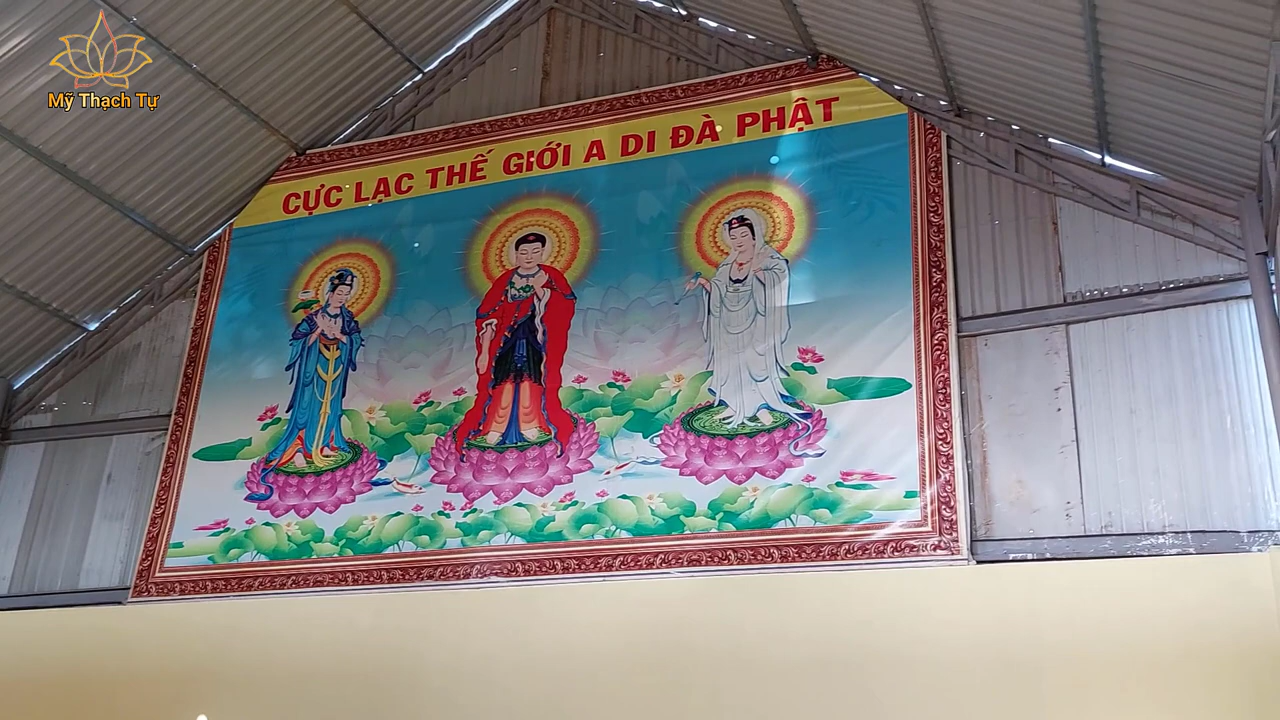 Mỹ Thạch Tự
CỰC LẠC THẾ GIỚI A DI ĐÀ PHẬT